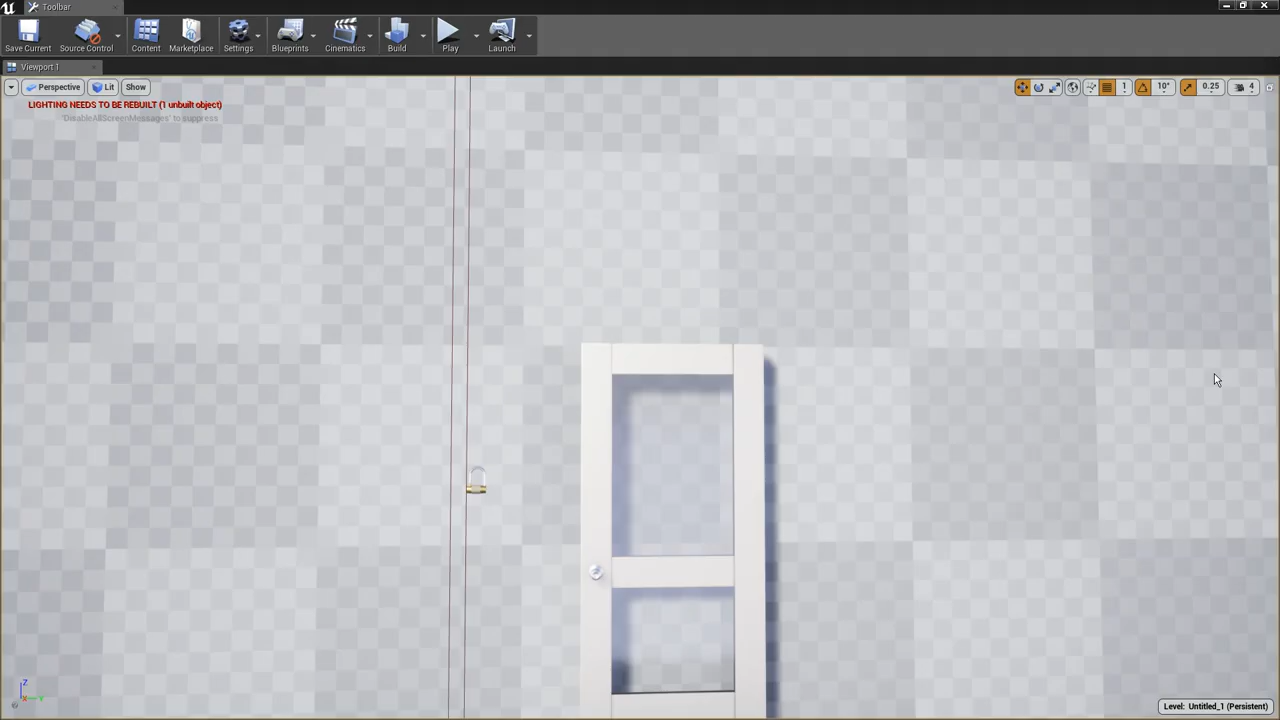 Toolbar
Save Current
Source Control
Content
Marketplace
Settings
Blueprints
Cinematics
Build
Play
Launch
Viewport 1
Perspective
Lit
Show
1
10°
0.25
4
LIGHTING NEEDS TO BE REBUILT (1 unbuilt object)
'DisableAllScreenMessages' to suppress
Z
X
Y
Level: Untitled_1 (Persistent)